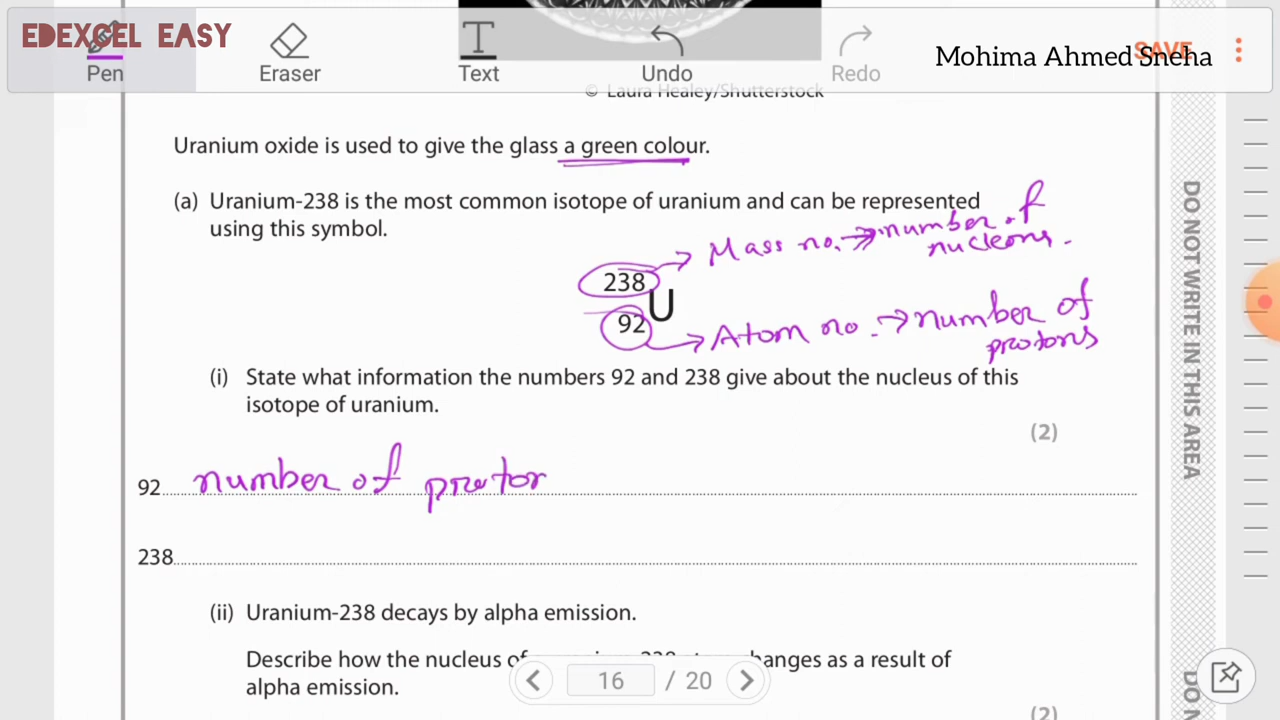 EDEXCEL EASY
Pen
Eraser
Text
Undo
Redo
SAVE
Mohima Ahmed Sneha
© Laura Healey/Shutterstock
Uranium oxide is used to give the glass a green colour.
(a) Uranium-238 is the most common isotope of uranium and can be represented
using this symbol.
238
92
U
Mass no. → number of
nucleons.
Atom no. → number of
protons
(i) State what information the numbers 92 and 238 give about the nucleus of this
isotope of uranium.
(2)
92 number of protor
238
(ii) Uranium-238 decays by alpha emission.
Describe how the nucleus of changes as a result of
alpha emission.
(2)
16 / 20
DO NOT WRITE IN THIS AREA
DO N